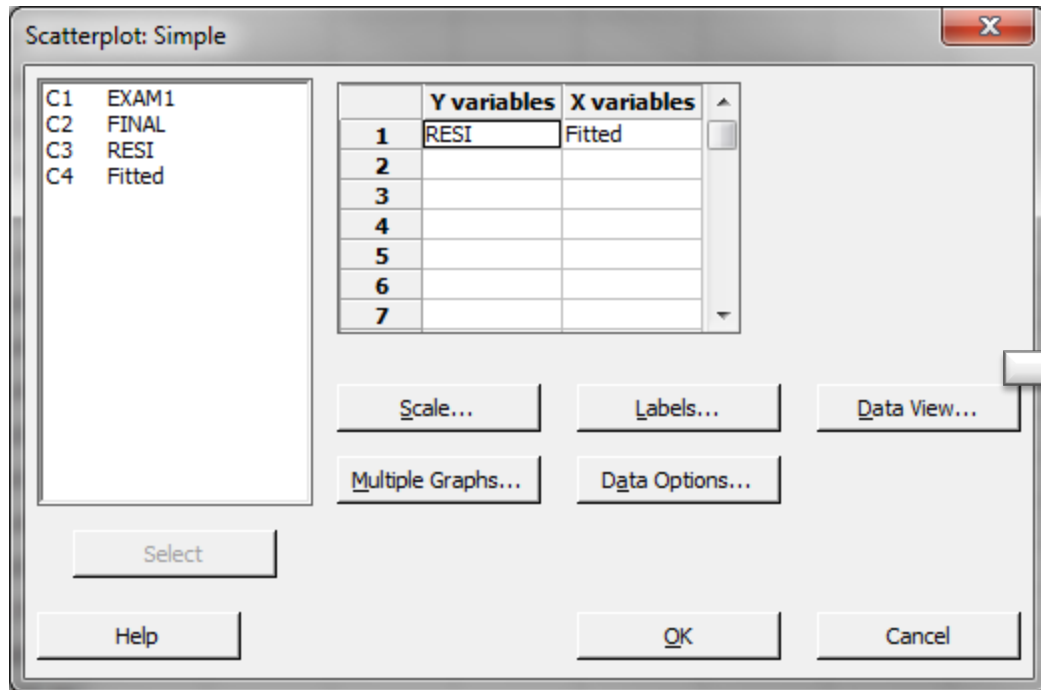 Scatterplot: Simple
C1 EXAM1
C2 FINAL
C3 RESI
C4 Fitted
Y variables X variables
1 RESI Fitted
2
3
4
5
6
7
Scale... Labels... Data View...
Multiple Graphs... Data Options...
Select
Help OK Cancel